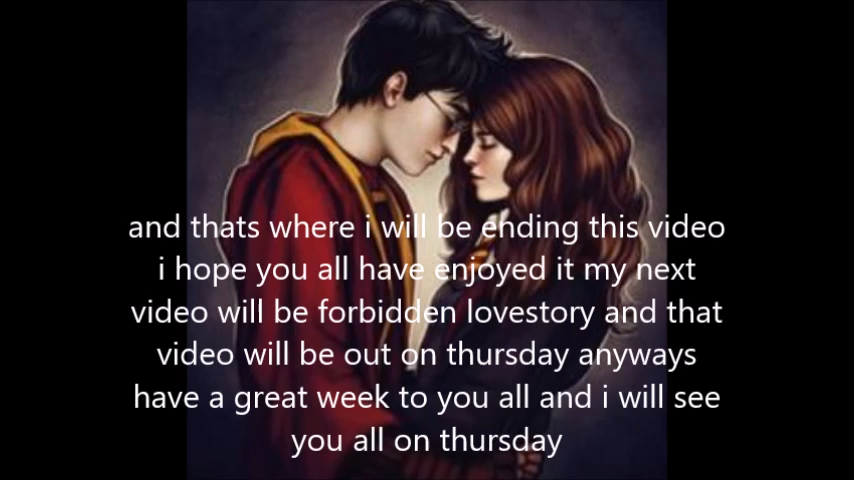 and thats where i will be ending this video
i hope you all have enjoyed it my next
video will be forbidden lovestory and that
video will be out on thursday anyways
have a great week to you all and i will see
you all on thursday